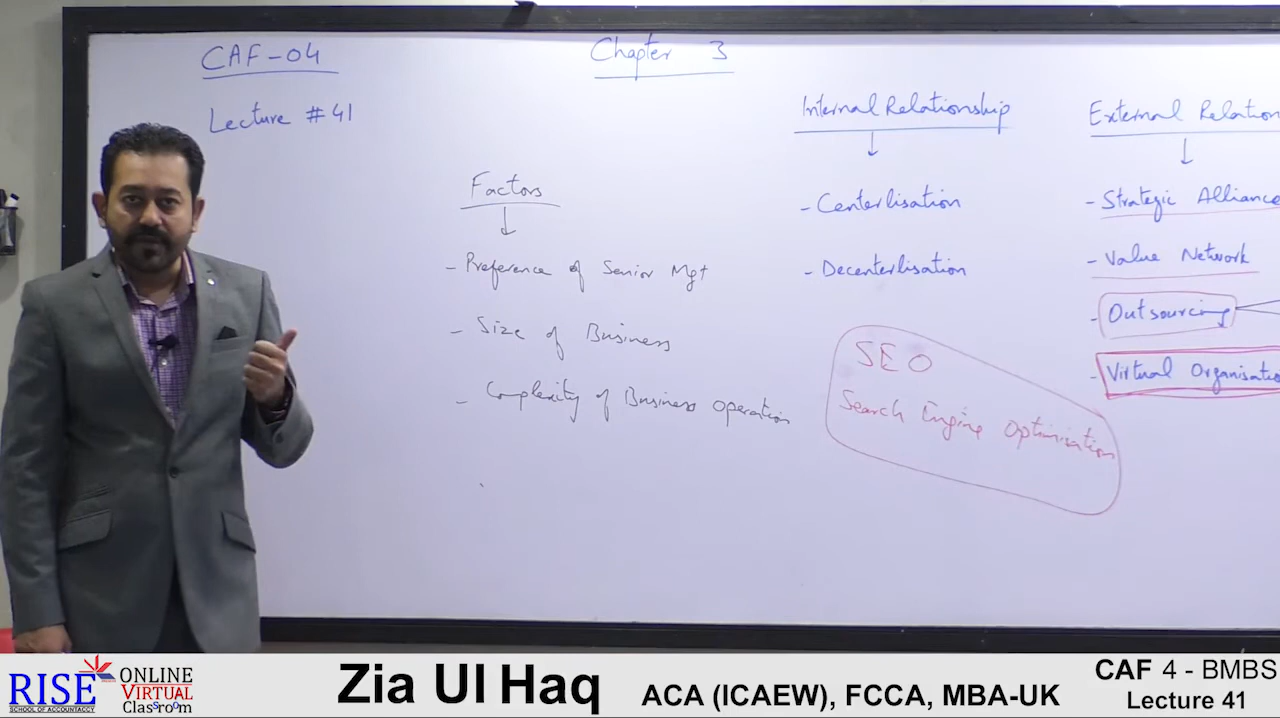 CAF-04
Chapter 3
Lecture #41
Internal Relationship
External Relation
Factors
- Centerlisation
- Strategic Alliance
- Preference of Senior Mgt
- Decenterlisation
- Value Network
- Size of Business
- Outsourcing
SEO
- Virtual Organisatio
- Complexity of Business Operation
Search Engine Optimisation
RISE
SCHOOL OF ACCOUNTACY
ONLINE
VIRTUAL
Classroom
Zia Ul Haq
ACA (ICAEW), FCCA, MBA-UK
CAF 4 - BMBS
Lecture 41